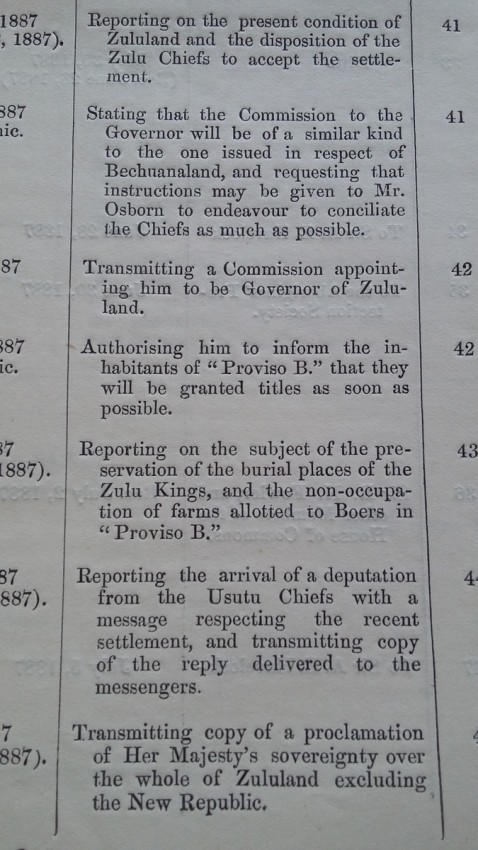 1887 Reporting on the present condition of 41
, 1887). Zululand and the disposition of the
Zulu Chiefs to accept the settle-
ment.
887 Stating that the Commission to the 41
ic. Governor will be of a similar kind
to the one issued in respect of
Bechuanaland, and requesting that
instructions may be given to Mr.
Osborn to endeavour to conciliate
the Chiefs as much as possible.
87 Transmitting a Commission appoint- 42
ing him to be Governor of Zulu-
land.
887 Authorising him to inform the in- 42
ic. habitants of "Proviso B." that they
will be granted titles as soon as
possible.
87 Reporting on the subject of the pre- 43
1887). servation of the burial places of the
Zulu Kings, and the non-occupa-
tion of farms allotted to Boers in
"Proviso B."
87 Reporting the arrival of a deputation 4
887). from the Usutu Chiefs with a
message respecting the recent
settlement, and transmitting copy
of the reply delivered to the
messengers.
7 Transmitting copy of a proclamation
887). of Her Majesty's sovereignty over
the whole of Zululand excluding
the New Republic.